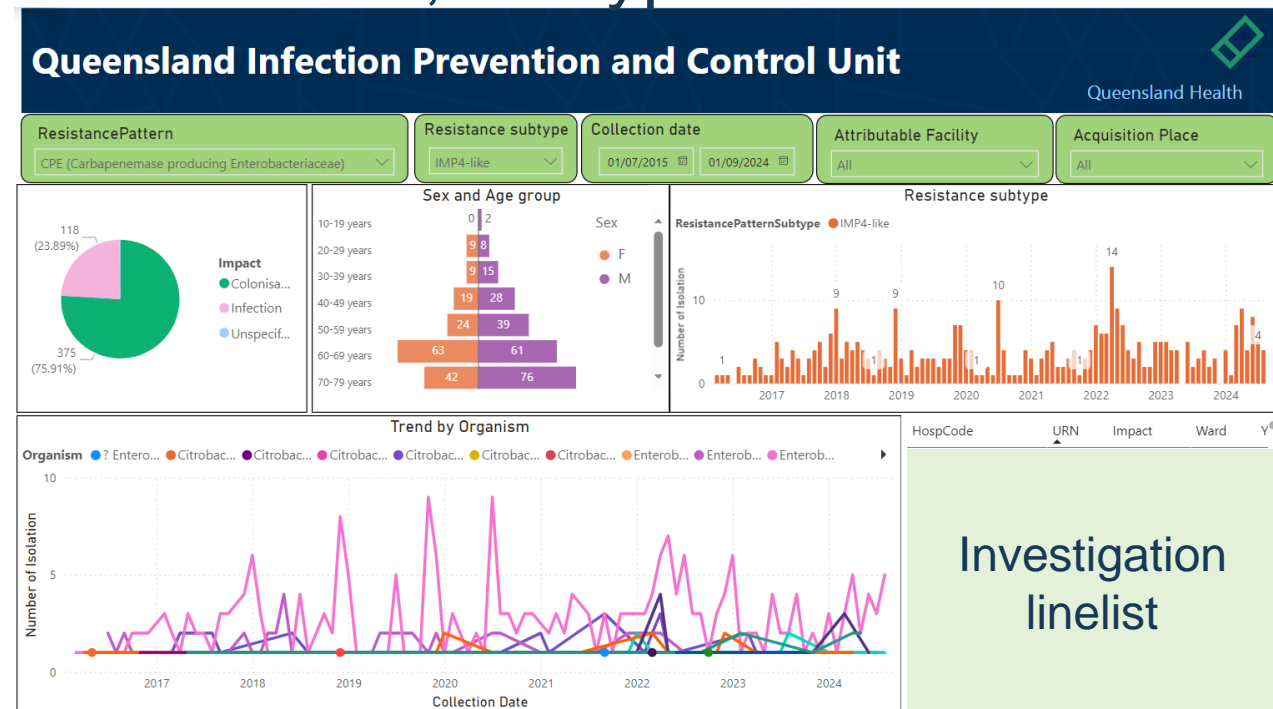 Queensland Infection Prevention and Control Unit
Queensland Health
ResistancePattern
CPE (Carbapenemase producing Enterobacteriaceae)
Resistance subtype
IMP4-like
Collection date
01/07/2015 01/09/2024
Attributable Facility
All
Acquisition Place
All
118
(23.89%)
375
(75.91%)
Impact
Colonisa...
Infection
Unspecif...
Sex and Age group
10-19 years 0 2
20-29 years 9 8
30-39 years 9 15
40-49 years 19 28
50-59 years 24 39
60-69 years 63 61
70-79 years 42 76
Sex
F
M
Resistance subtype
ResistancePatternSubtype IMP4-like
Number of Isolation
10
0
1 9 1 9 1 10 1 14 4
2017 2018 2019 2020 2021 2022 2023 2024
Trend by Organism
Organism ? Entero... Citrobac... Citrobac... Citrobac... Citrobac... Citrobac... Citrobac... Citrobac... Enterob... Enterob... Enterob...
Number of Isolation
10
5
0
2017 2018 2019 2020 2021 2022 2023 2024
Collection Date
HospCode URN Impact Ward Y
Investigation
linelist